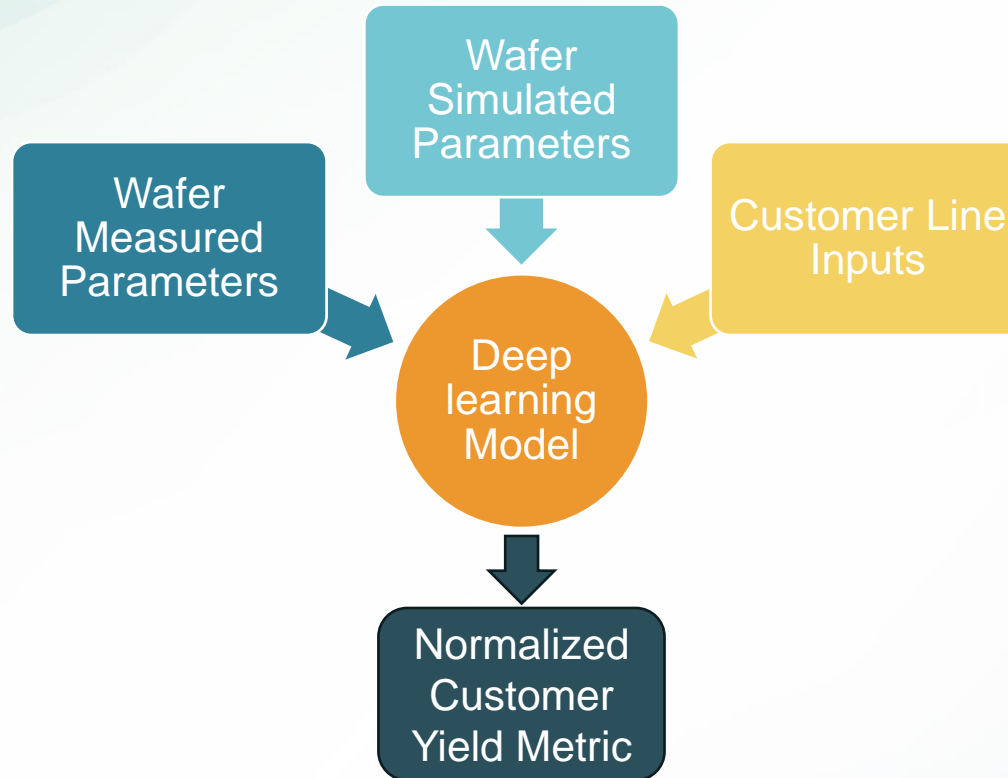 Wafer
Simulated
Parameters
Wafer
Measured
Parameters
Customer Line
Inputs
Deep
learning
Model
Normalized
Customer
Yield Metric